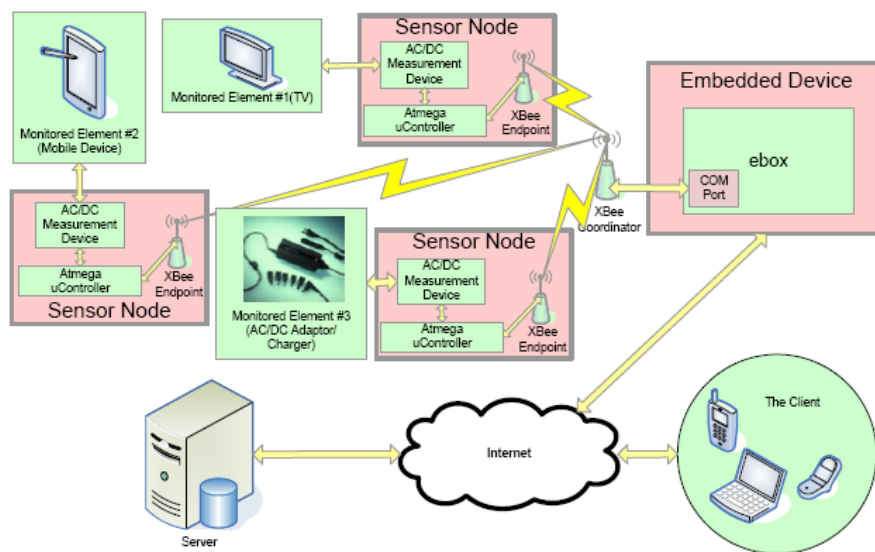 Sensor Node
AC/DC
Measurement
Device
Atmega
uController
XBee
Endpoint
Monitored Element #1(TV)
Monitored Element #2
(Mobile Device)
Embedded Device
ebox
COM
Port
XBee
Coordinator
AC/DC Measurement
Device
Atmega
uController
XBee
Endpoint
Sensor Node
Monitored Element #3
(AC/DC Adaptor/
Charger)
Sensor Node
AC/DC
Measurement
Device
Atmega
uController
XBee
Endpoint
The Client
Internet
Server